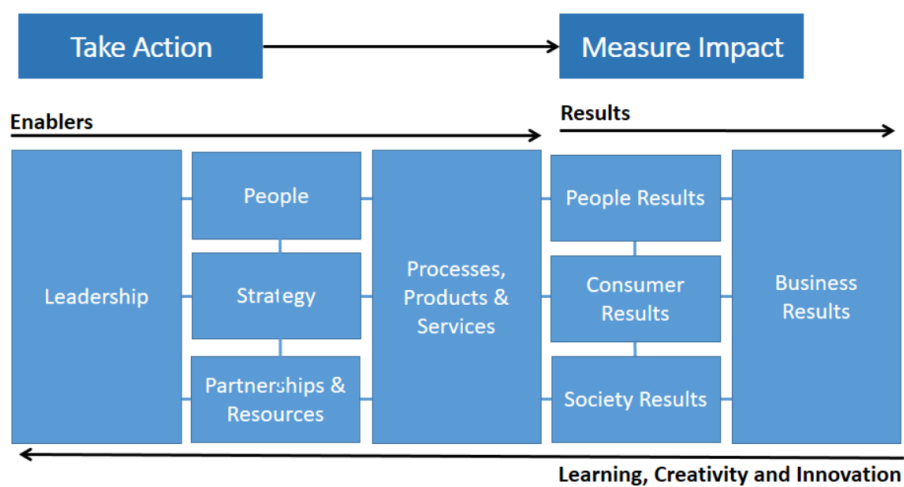 Take Action
Measure Impact
Enablers
Results
Leadership
People
Strategy
Partnerships &
Resources
Processes,
Products &
Services
People Results
Consumer
Results
Society Results
Business
Results
Learning, Creativity and Innovation